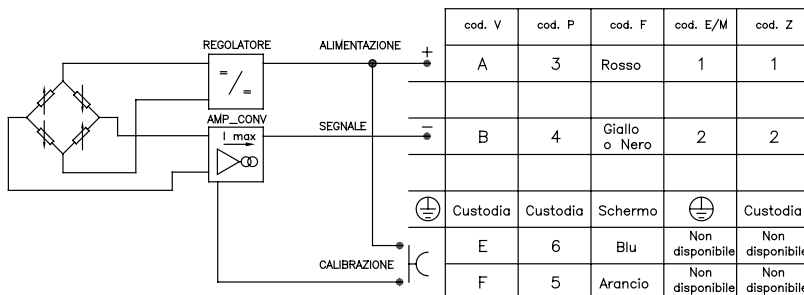 cod. V cod. P cod. F cod. E/M cod. Z
REGOLATORE
ALIMENTAZIONE
+
A 3 Rosso 1 1
= / =
AMP_CONV
I max
SEGNALE
−
B 4 Giallo o Nero 2 2
Custodia Custodia Schermo Custodia
E 6 Blu Non disponibile Non disponibile
CALIBRAZIONE
F 5 Arancio Non disponibile Non disponibile